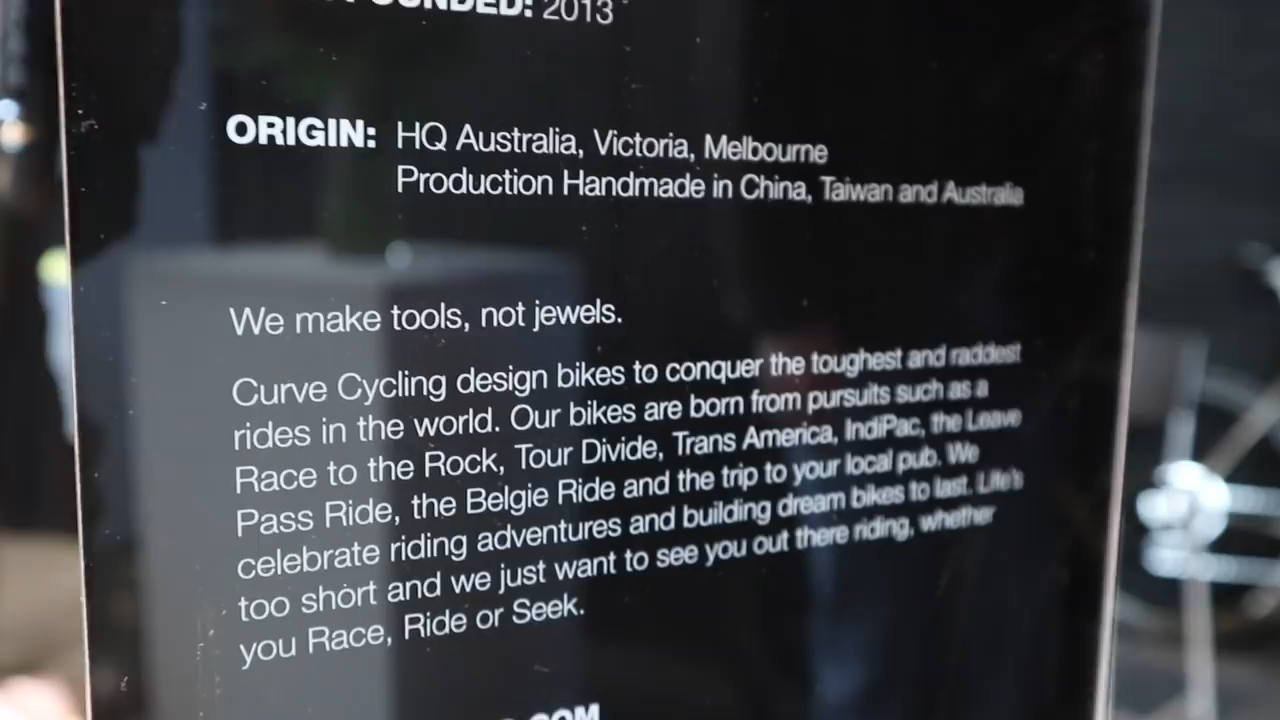 FOUNDED: 2013
ORIGIN: HQ Australia, Victoria, Melbourne
Production Handmade in China, Taiwan and Australia
We make tools, not jewels.
Curve Cycling design bikes to conquer the toughest and raddest
rides in the world. Our bikes are born from pursuits such as a
Race to the Rock, Tour Divide, Trans America, IndiPac, the Leave
Pass Ride, the Belgie Ride and the trip to your local pub. We
celebrate riding adventures and building dream bikes to last. Life's
too short and we just want to see you out there riding, whether
you Race, Ride or Seek.